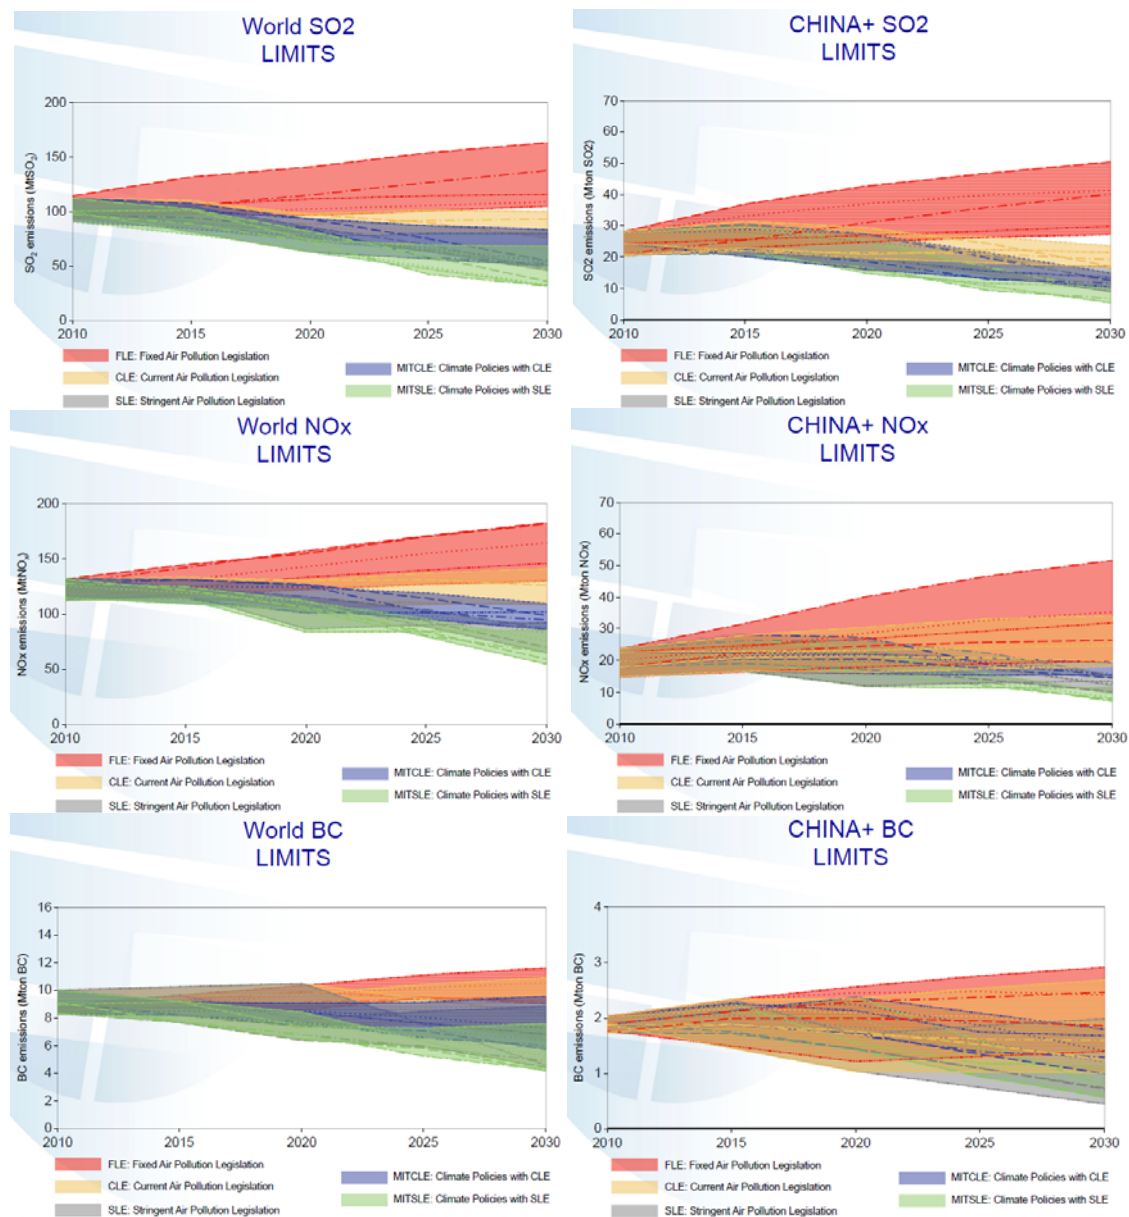 World SO2
LIMITS
200
150
100
50
0
SO₂ emissions (MtSO₂)
2010
2015
2020
2025
2030
FLE: Fixed Air Pollution Legislation
CLE: Current Air Pollution Legislation
SLE: Stringent Air Pollution Legislation
MITCLE: Climate Policies with CLE
MITSLE: Climate Policies with SLE
CHINA+ SO2
LIMITS
70
60
50
40
30
20
10
0
SO2 emissions (Mton SO2)
2010
2015
2020
2025
2030
FLE: Fixed Air Pollution Legislation
CLE: Current Air Pollution Legislation
SLE: Stringent Air Pollution Legislation
MITCLE: Climate Policies with CLE
MITSLE: Climate Policies with SLE
World NOx
LIMITS
200
150
100
50
0
NOx emissions (MtNO₂)
2010
2015
2020
2025
2030
FLE: Fixed Air Pollution Legislation
CLE: Current Air Pollution Legislation
SLE: Stringent Air Pollution Legislation
MITCLE: Climate Policies with CLE
MITSLE: Climate Policies with SLE
CHINA+ NOx
LIMITS
70
60
50
40
30
20
10
0
NOx emissions (Mton NOx)
2010
2015
2020
2025
2030
FLE: Fixed Air Pollution Legislation
CLE: Current Air Pollution Legislation
SLE: Stringent Air Pollution Legislation
MITCLE: Climate Policies with CLE
MITSLE: Climate Policies with SLE
World BC
LIMITS
16
14
12
10
8
6
4
2
0
BC emissions (Mton BC)
2010
2015
2020
2025
2030
FLE: Fixed Air Pollution Legislation
CLE: Current Air Pollution Legislation
SLE: Stringent Air Pollution Legislation
MITCLE: Climate Policies with CLE
MITSLE: Climate Policies with SLE
CHINA+ BC
LIMITS
4
3
2
1
0
BC emissions (Mton BC)
2010
2015
2020
2025
2030
FLE: Fixed Air Pollution Legislation
CLE: Current Air Pollution Legislation
SLE: Stringent Air Pollution Legislation
MITCLE: Climate Policies with CLE
MITSLE: Climate Policies with SLE